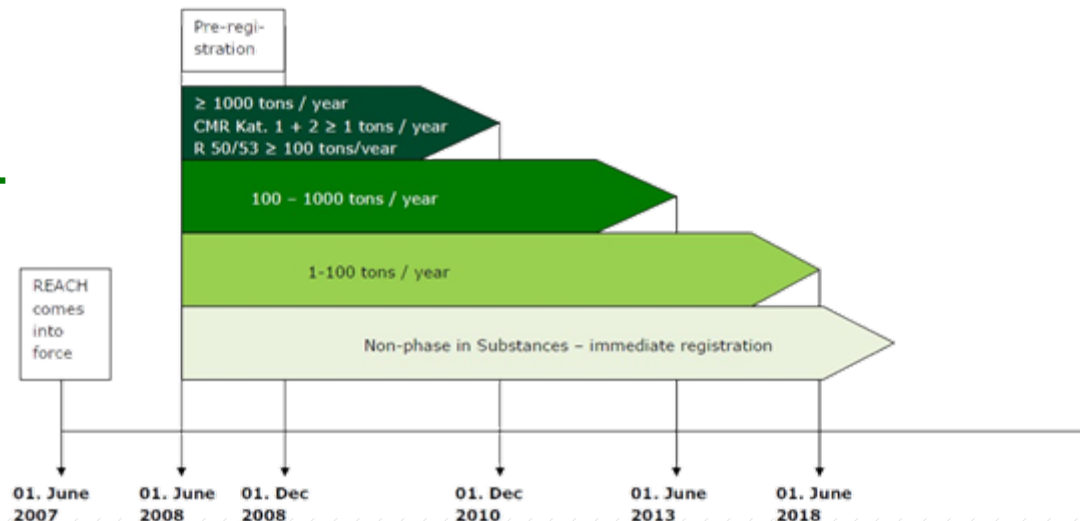 Pre-regi-
stration
≥ 1000 tons / year
CMR Kat. 1 + 2 ≥ 1 tons / year
R 50/53 ≥ 100 tons/year
100 – 1000 tons / year
1-100 tons / year
REACH
comes
into
force
Non-phase in Substances – immediate registration
01. June
2007
01. June
2008
01. Dec
2008
01. Dec
2010
01. June
2013
01. June
2018